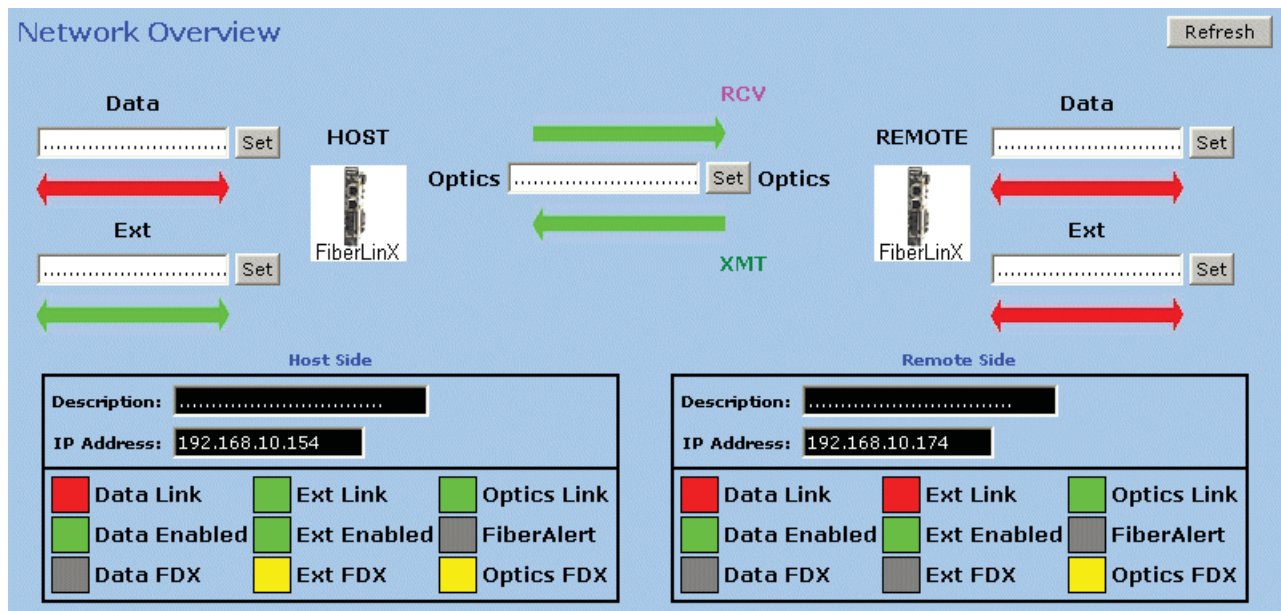 Network Overview
Refresh
Data
............................
Set
Ext
............................
Set
HOST
FiberLinX
RCV
Optics
............................
Set
Optics
XMT
REMOTE
FiberLinX
Data
............................
Set
Ext
............................
Set
Host Side
Description: ...............................
IP Address: 192.168.10.154
Data Link Ext Link Optics Link
Data Enabled Ext Enabled FiberAlert
Data FDX Ext FDX Optics FDX
Remote Side
Description: ...............................
IP Address: 192.168.10.174
Data Link Ext Link Optics Link
Data Enabled Ext Enabled FiberAlert
Data FDX Ext FDX Optics FDX